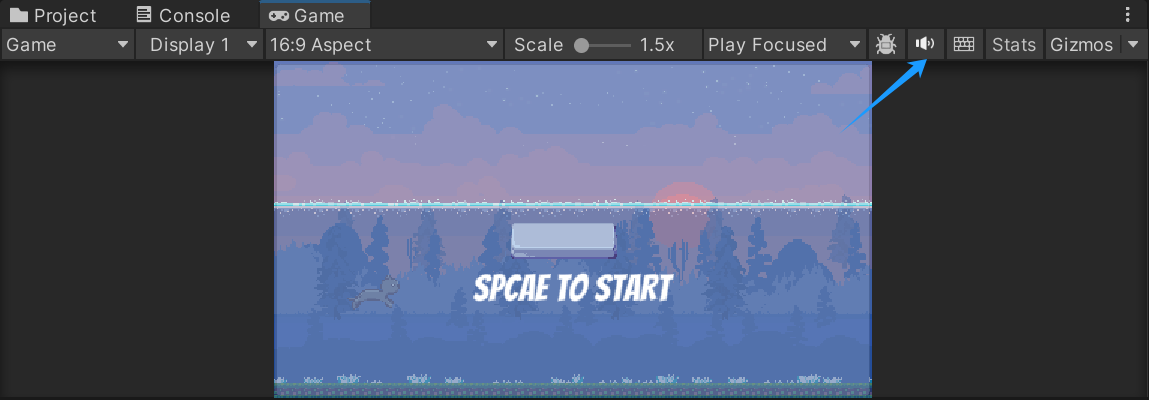 Project Console Game
Game Display 1 16:9 Aspect Scale 1.5x Play Focused Stats Gizmos
SPCAE TO START